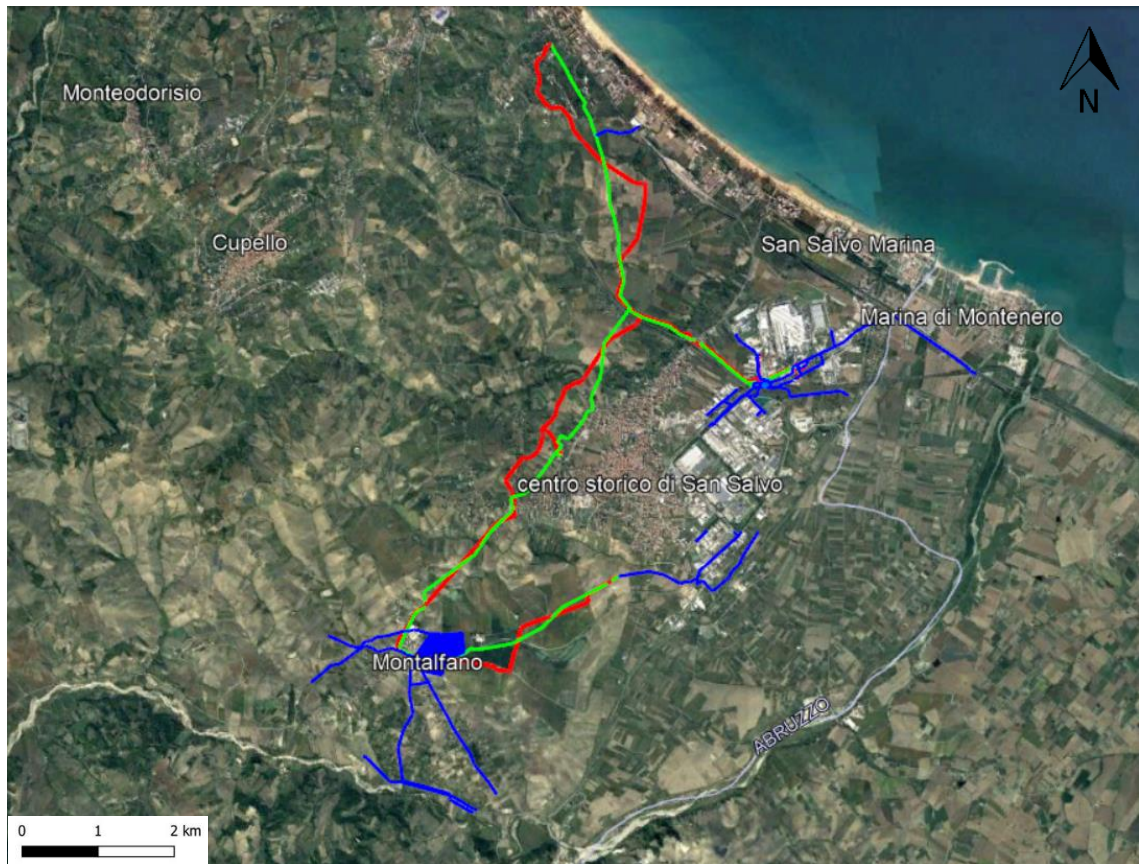 N
Monteodorisio
Cupello
San Salvo Marina
Marina di Montenero
centro storico di San Salvo
Montalfano
ABRUZZO
0 1 2 km